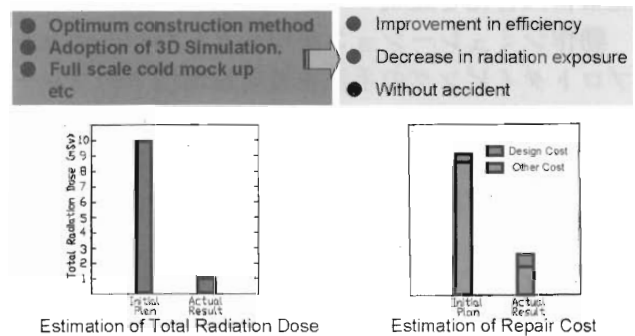 Optimum construction method
Adoption of 3D Simulation.
Full scale cold mock up
etc
Improvement in efficiency
Decrease in radiation exposure
Without accident
Total Radiation Dose (mSv)
10
9
8
7
6
5
4
3
2
1
Initial Plan
Actual Result
Estimation of Total Radiation Dose
Design Cost
Other Cost
Initial Plan
Actual Result
Estimation of Repair Cost